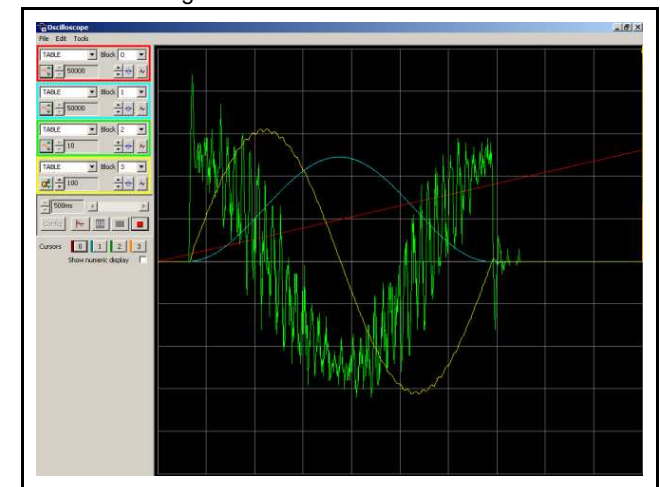 Oscilloscope
File Edit Tools
TABLE Block 0
50000
TABLE Block 1
50000
TABLE Block 2
10
TABLE Block 3
100
500ms
Config
Cursors 0 1 2 3
Show numeric display